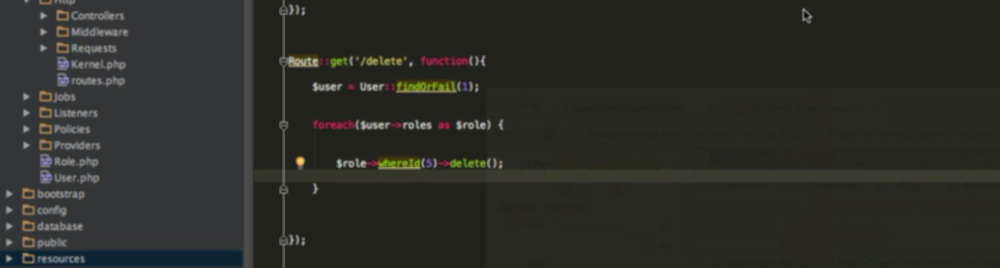 Http
Controllers
Middleware
Requests
Kernel.php
routes.php
Jobs
Listeners
Policies
Providers
Role.php
User.php
bootstrap
config
database
public
resources
});
Route::get('/delete', function(){
$user = User::findOrFail(1);
foreach($user->roles as $role) {
$role->whereId(5)->delete();
}
});